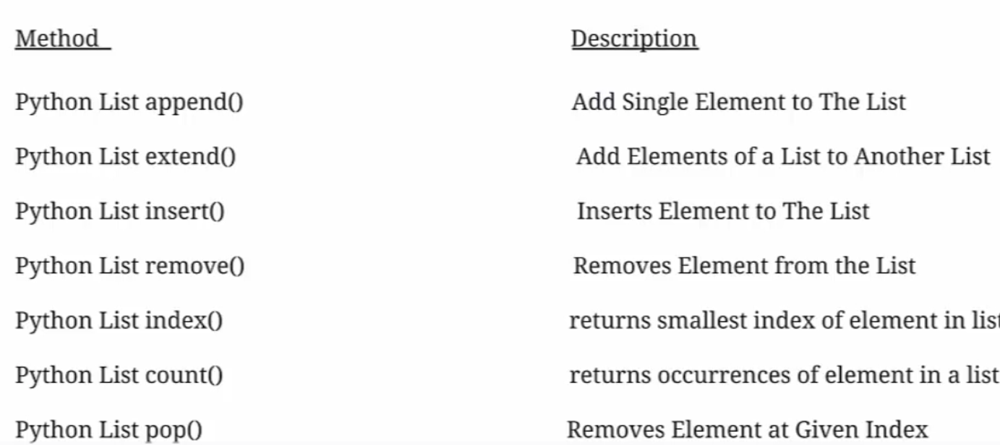 Method Description
Python List append() Add Single Element to The List
Python List extend() Add Elements of a List to Another List
Python List insert() Inserts Element to The List
Python List remove() Removes Element from the List
Python List index() returns smallest index of element in list
Python List count() returns occurrences of element in a list
Python List pop() Removes Element at Given Index